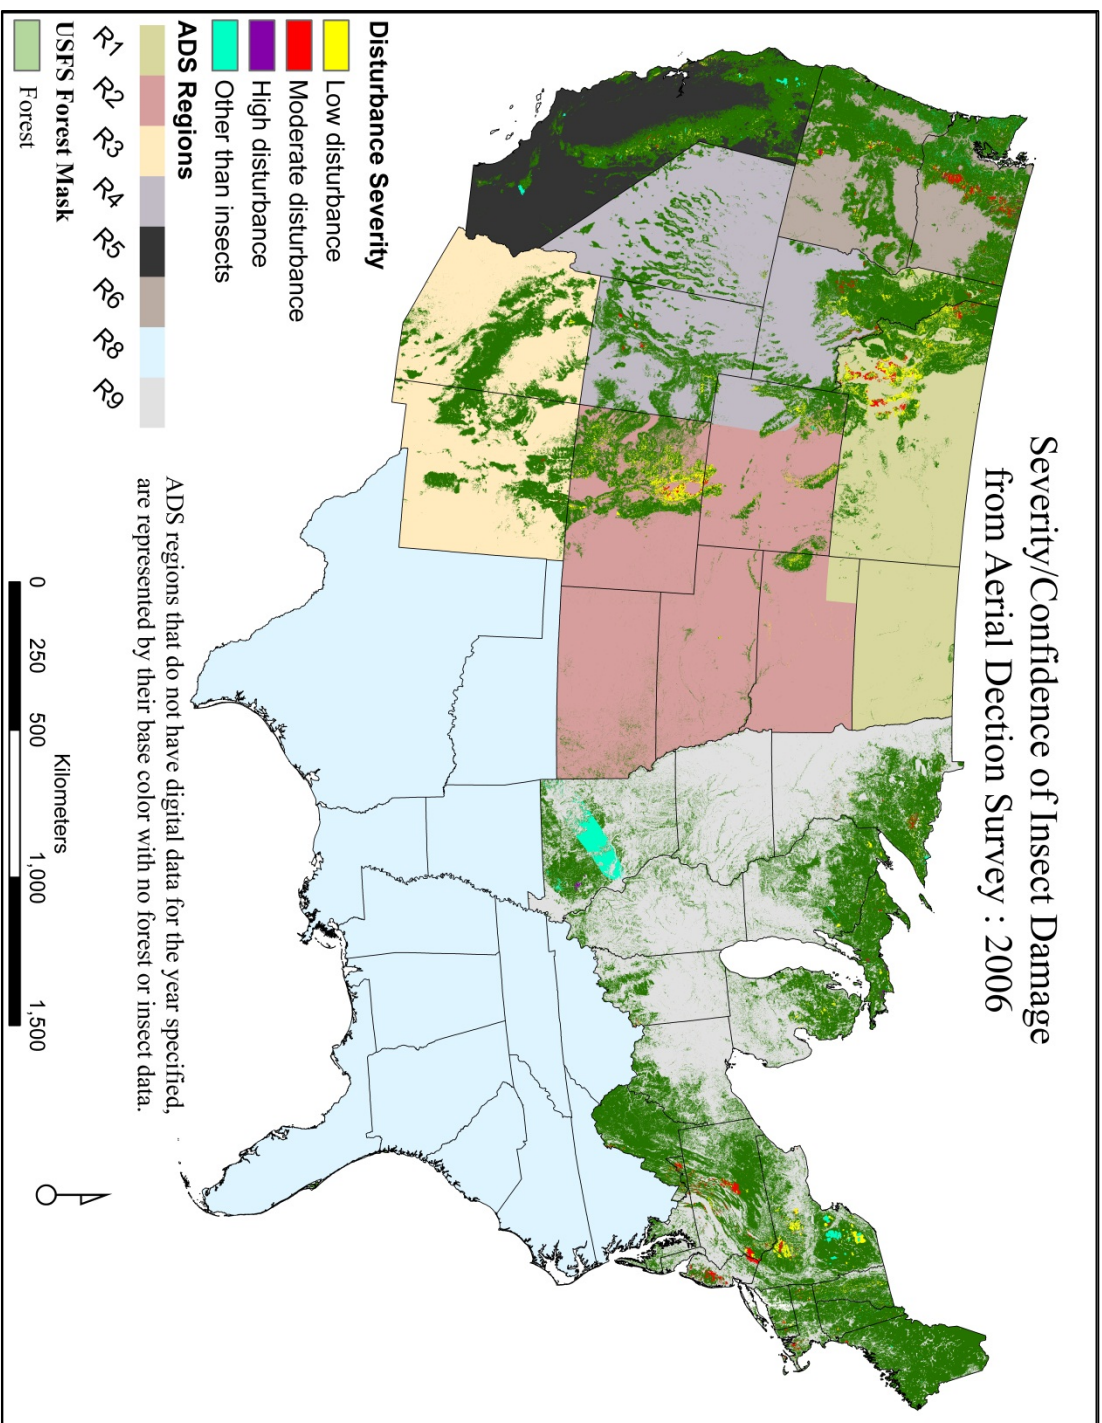 Severity/Confidence of Insect Damage
from Aerial Dection Survey : 2006
Disturbance Severity
Low disturbance
Moderate disturbance
High disturbance
Other than insects
ADS Regions
R1 R2 R3 R4 R5 R6 R8 R9
USFS Forest Mask
Forest
ADS regions that do not have digital data for the year specified,
are represented by their base color with no forest or insect data.
0 250 500 1,000 1,500
Kilometers